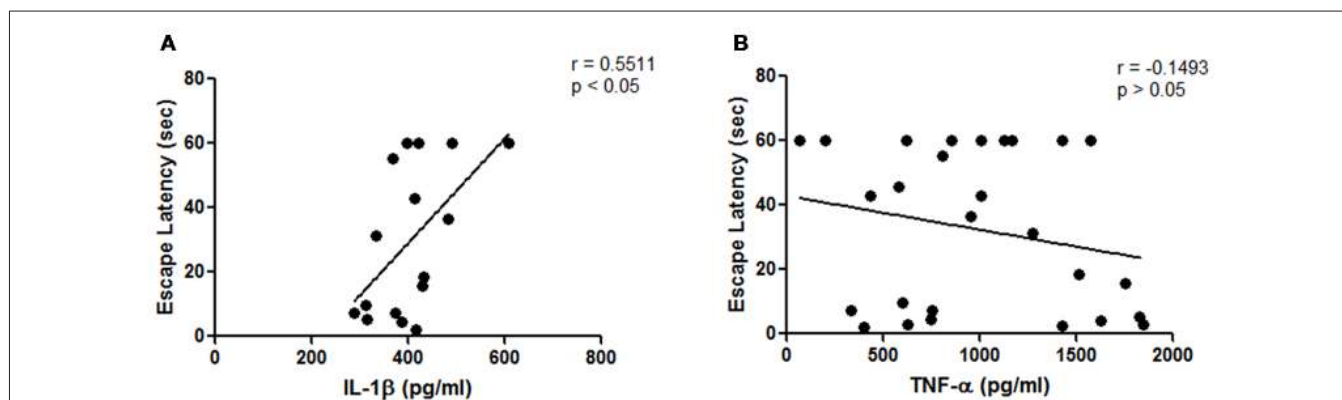 A
r = 0.5511
p < 0.05
80
60
40
20
0
Escape Latency (sec)
0 200 400 600 800
IL-1β (pg/ml)
B
r = -0.1493
p > 0.05
80
60
40
20
0
Escape Latency (sec)
0 500 1000 1500 2000
TNF-α (pg/ml)